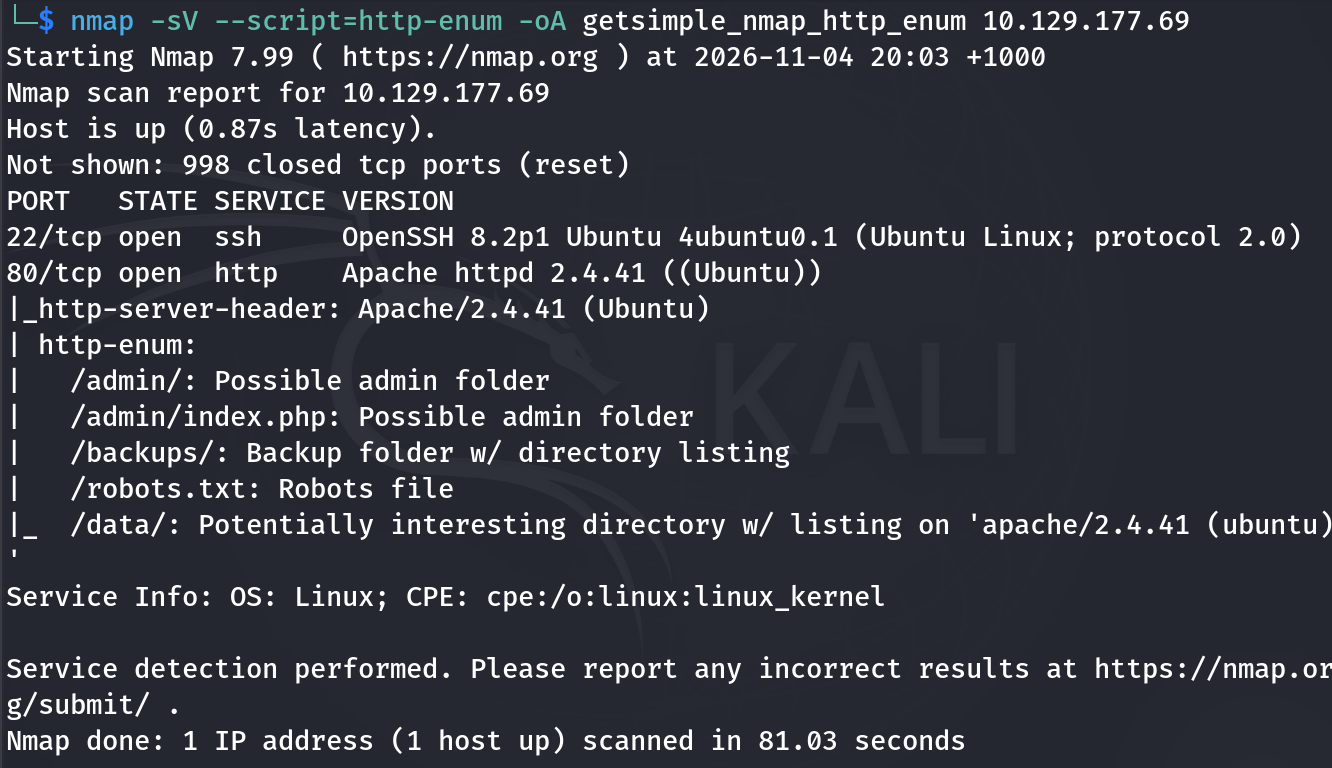 └─$ nmap -sV --script=http-enum -oA getsimple_nmap_http_enum 10.129.177.69
Starting Nmap 7.99 ( https://nmap.org ) at 2026-11-04 20:03 +1000
Nmap scan report for 10.129.177.69
Host is up (0.87s latency).
Not shown: 998 closed tcp ports (reset)
PORT   STATE SERVICE VERSION
22/tcp open  ssh     OpenSSH 8.2p1 Ubuntu 4ubuntu0.1 (Ubuntu Linux; protocol 2.0)
80/tcp open  http    Apache httpd 2.4.41 ((Ubuntu))
|_http-server-header: Apache/2.4.41 (Ubuntu)
| http-enum:
|   /admin/: Possible admin folder
|   /admin/index.php: Possible admin folder
|   /backups/: Backup folder w/ directory listing
|   /robots.txt: Robots file
|_  /data/: Potentially interesting directory w/ listing on 'apache/2.4.41 (ubuntu)
'
Service Info: OS: Linux; CPE: cpe:/o:linux:linux_kernel

Service detection performed. Please report any incorrect results at https://nmap.or
g/submit/ .
Nmap done: 1 IP address (1 host up) scanned in 81.03 seconds
KALI